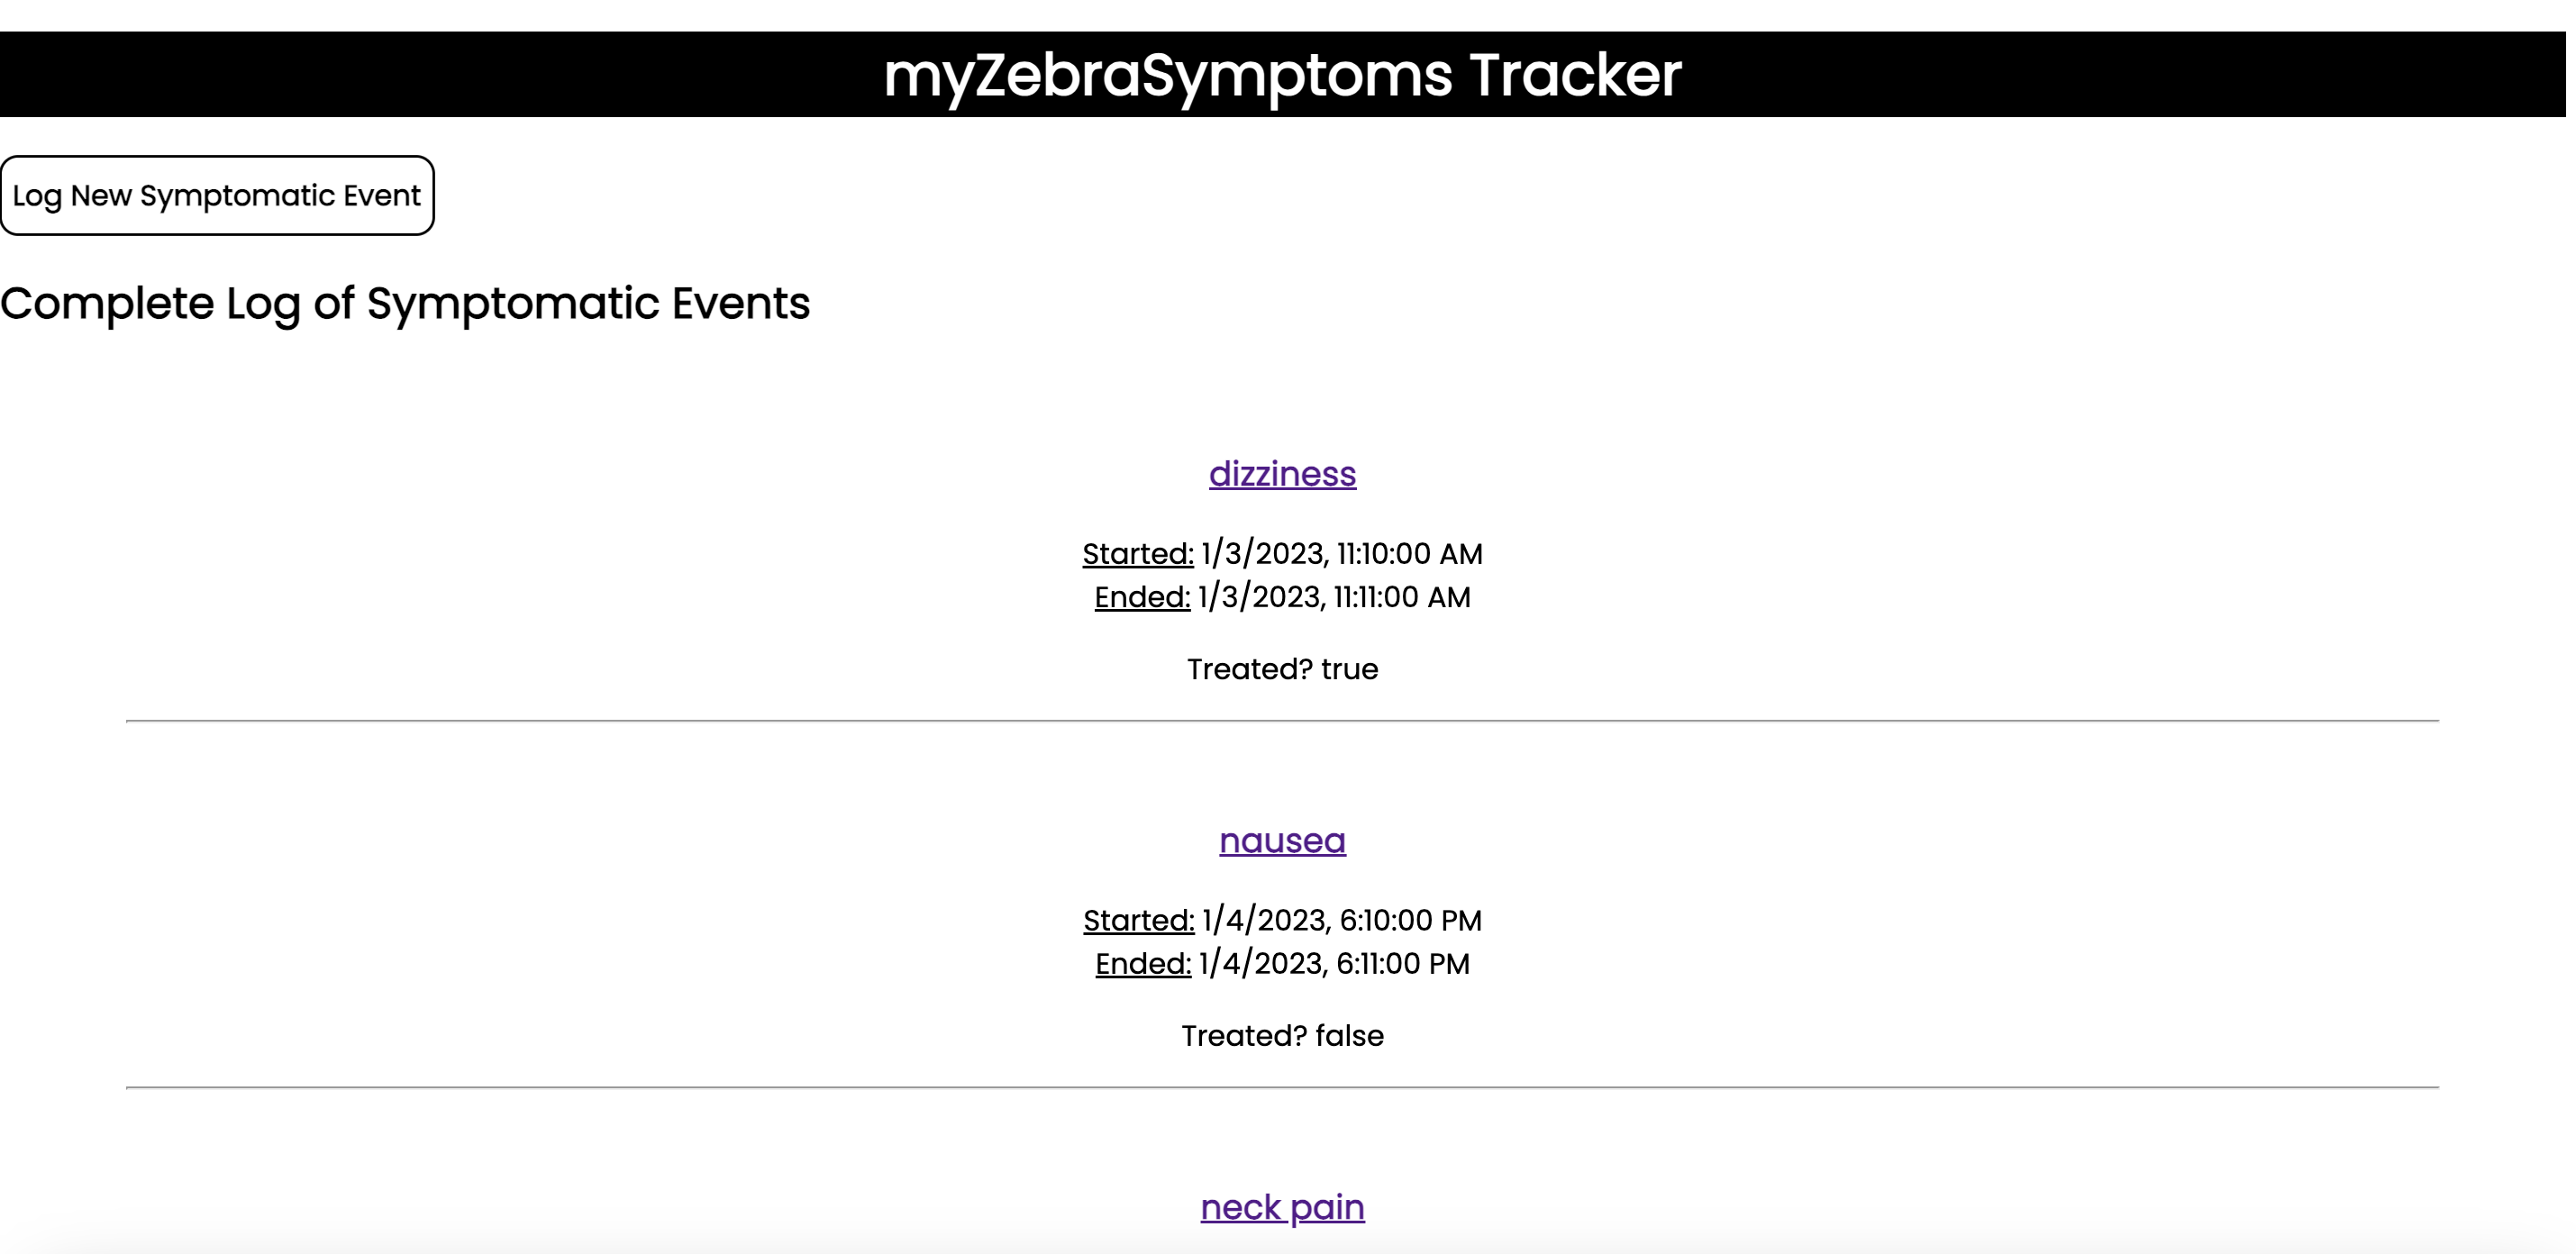 myZebraSymptoms Tracker
Log New Symptomatic Event
Complete Log of Symptomatic Events
dizziness
Started: 1/3/2023, 11:10:00 AM
Ended: 1/3/2023, 11:11:00 AM
Treated? true
nausea
Started: 1/4/2023, 6:10:00 PM
Ended: 1/4/2023, 6:11:00 PM
Treated? false
neck pain